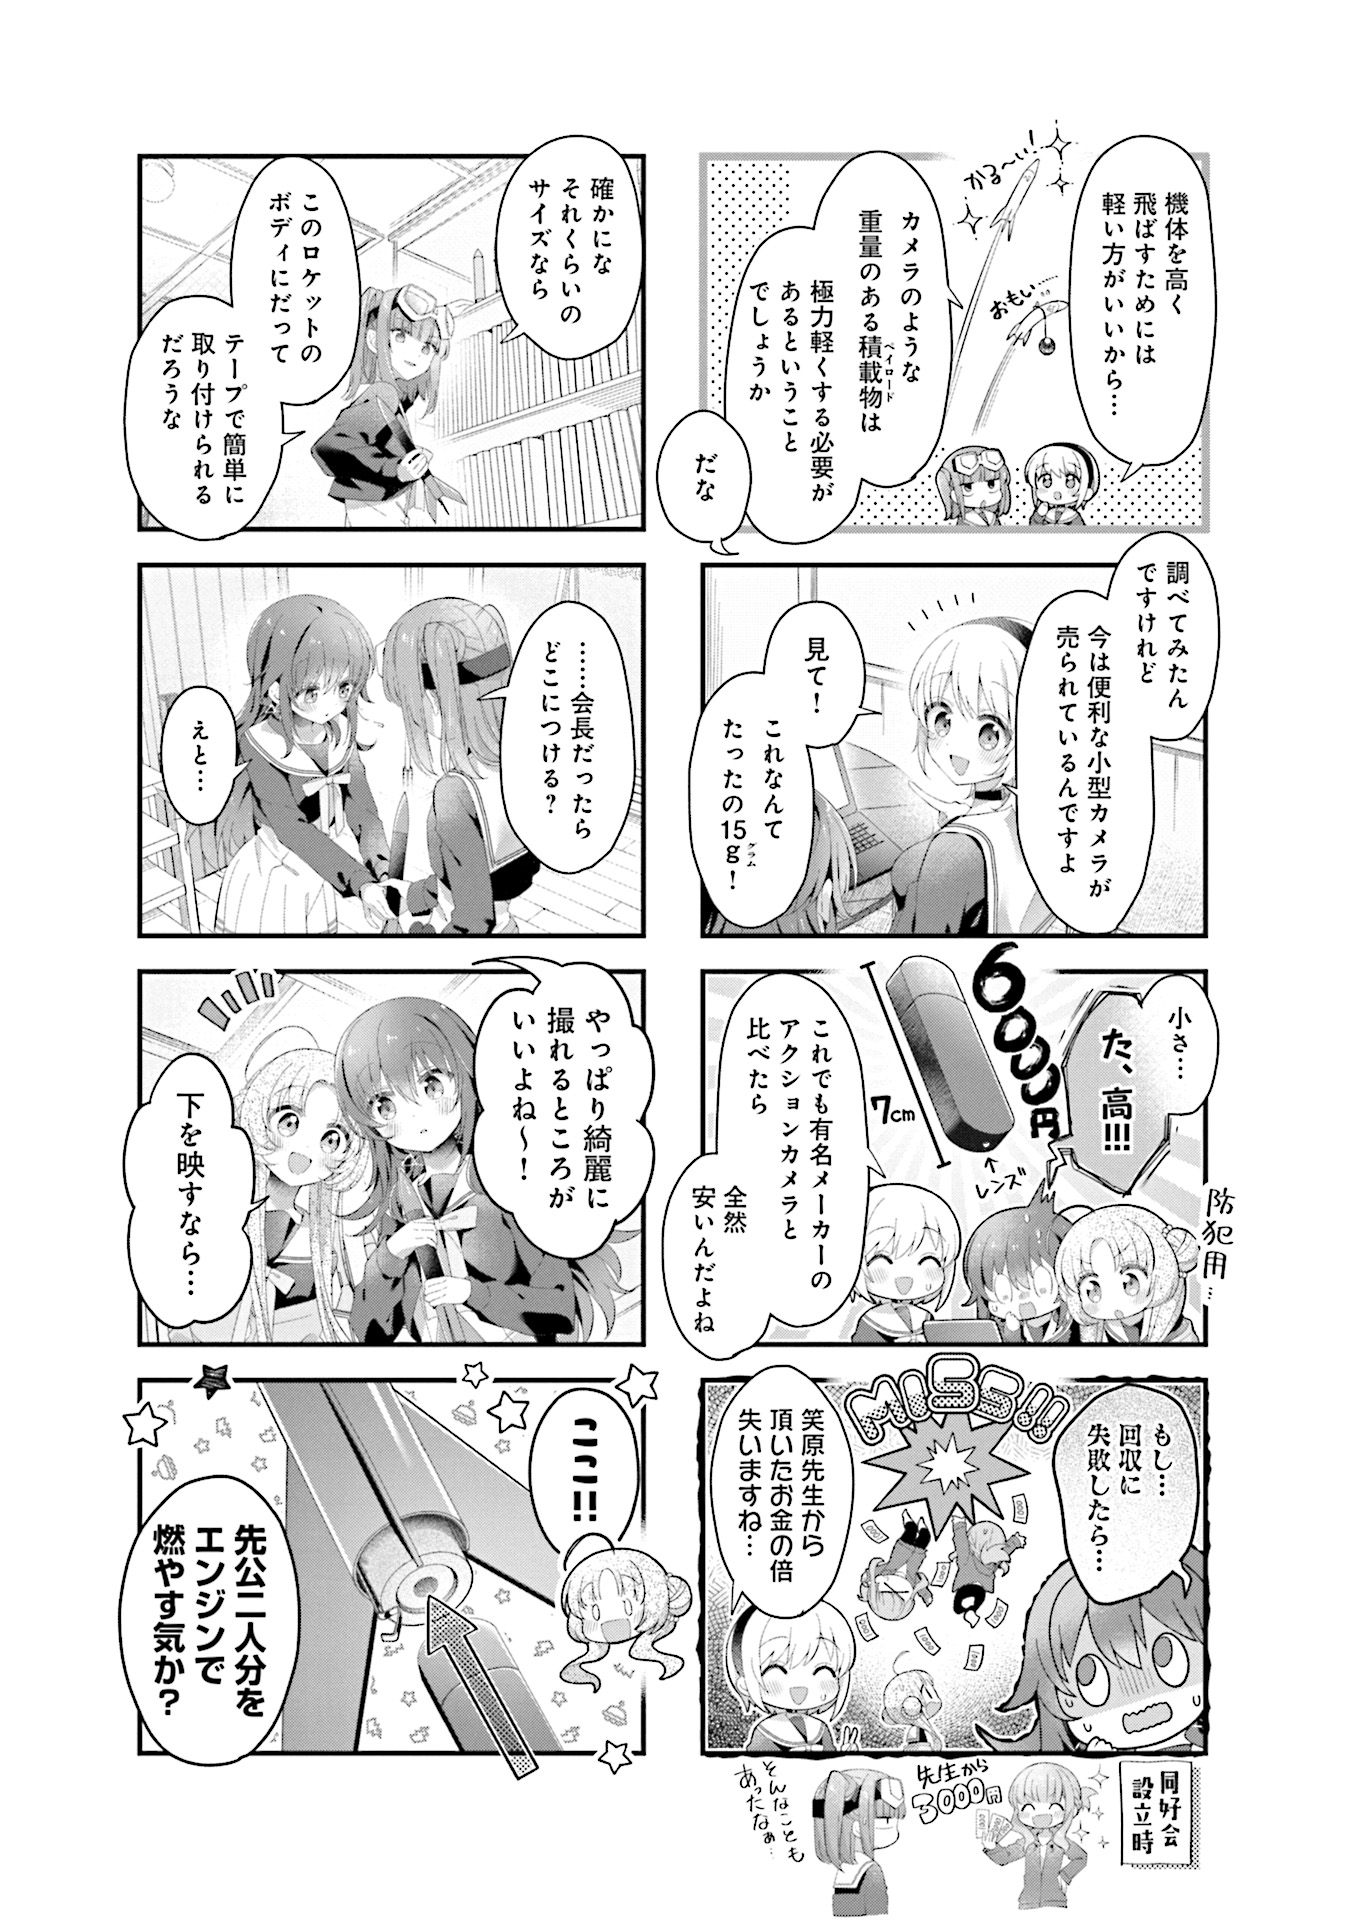 機体を高く
飛ばすためには
軽い方がいいから…
かる～い!
おもい…
カメラのような
重量のある積載物は
ペイロード
極力軽くする必要が
あるということ
でしょうか
だな
調べてみたん
ですけれど
今は便利な小型カメラが
売られているんですよ
見て!
これなんて
たったの15g!
グラム
小さ…
た、高!!!
6000円
7cm
レンズ
防犯用…
これでも有名メーカーの
アクションカメラと
比べたら
全然
安いんだよね
もし…
回収に
失敗したら…
MISS!!
笑原先生から
頂いたお金の倍
失いますね…
同好会
設立時
先生から
3000円
そんなことも
あったなぁ…
確かにな
それくらいの
サイズなら
このロケットの
ボディにだって
テープで簡単に
取り付けられる
だろうな
……会長だったら
どこにつける?
えと…
やっぱり綺麗に
撮れるところが
いいよね～!
下を映すなら…
ここ!!
先公二人分を
エンジンで
燃やす気か?